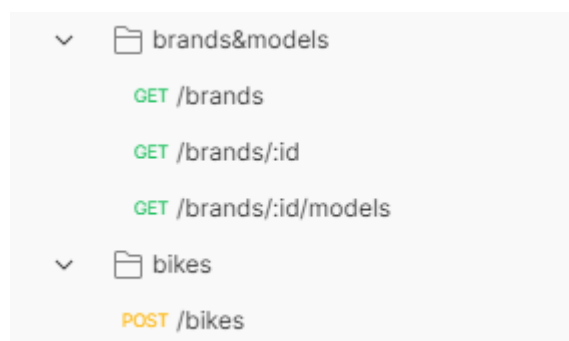 brands&models
GET /brands
GET /brands/:id
GET /brands/:id/models
bikes
POST /bikes